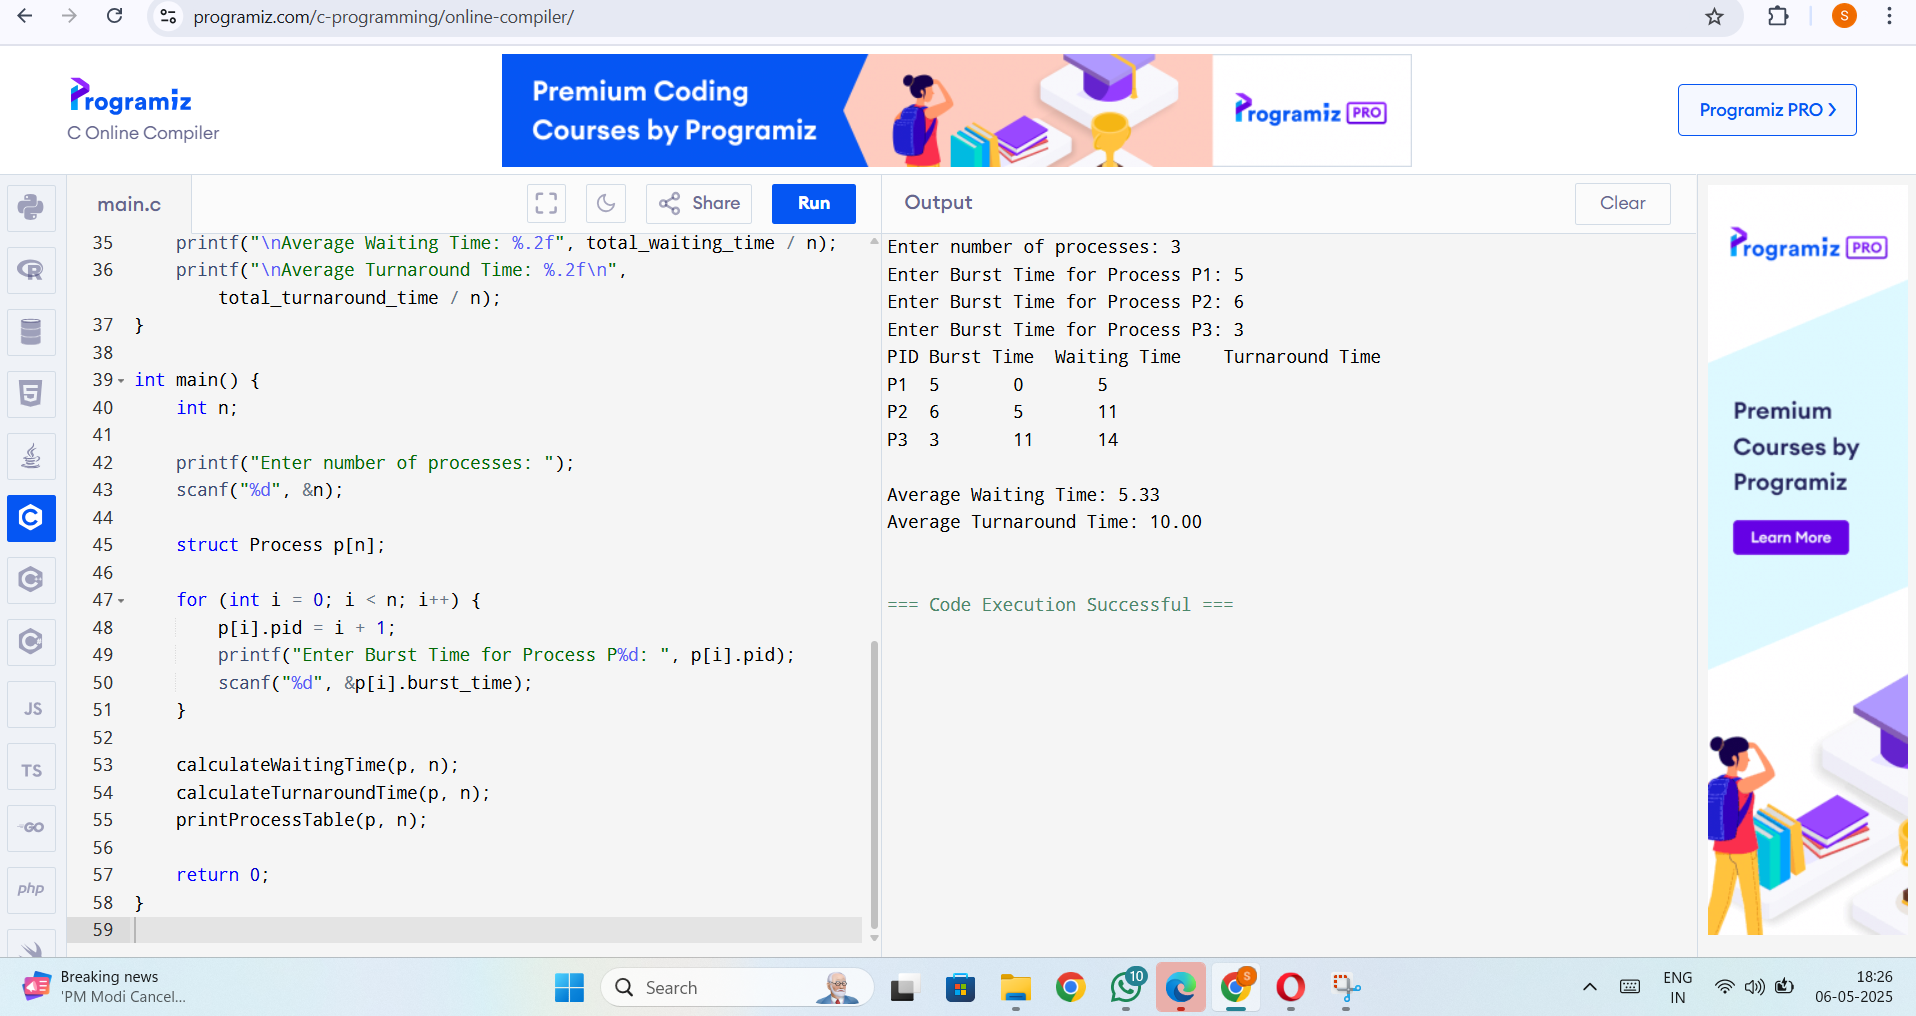 programiz.com/c-programming/online-compiler/
S
Programiz
C Online Compiler
Premium Coding
Courses by Programiz
Programiz PRO
Programiz PRO
main.c
Share
Run
Output
Clear
35 printf("\nAverage Waiting Time: %.2f", total_waiting_time / n);
36 printf("\nAverage Turnaround Time: %.2f\n",
total_turnaround_time / n);
37 }
38
39 int main() {
40 int n;
41
42 printf("Enter number of processes: ");
43 scanf("%d", &n);
44
45 struct Process p[n];
46
47 for (int i = 0; i < n; i++) {
48 p[i].pid = i + 1;
49 printf("Enter Burst Time for Process P%d: ", p[i].pid);
50 scanf("%d", &p[i].burst_time);
51 }
52
53 calculateWaitingTime(p, n);
54 calculateTurnaroundTime(p, n);
55 printProcessTable(p, n);
56
57 return 0;
58 }
59
JS
TS
GO
php
Enter number of processes: 3
Enter Burst Time for Process P1: 5
Enter Burst Time for Process P2: 6
Enter Burst Time for Process P3: 3
PID Burst Time Waiting Time Turnaround Time
P1 5 0 5
P2 6 5 11
P3 3 11 14
Average Waiting Time: 5.33
Average Turnaround Time: 10.00
=== Code Execution Successful ===
Programiz PRO
Premium
Courses by
Programiz
Learn More
Breaking news
'PM Modi Cancel...
Search
10
S
ENG
IN
18:26
06-05-2025